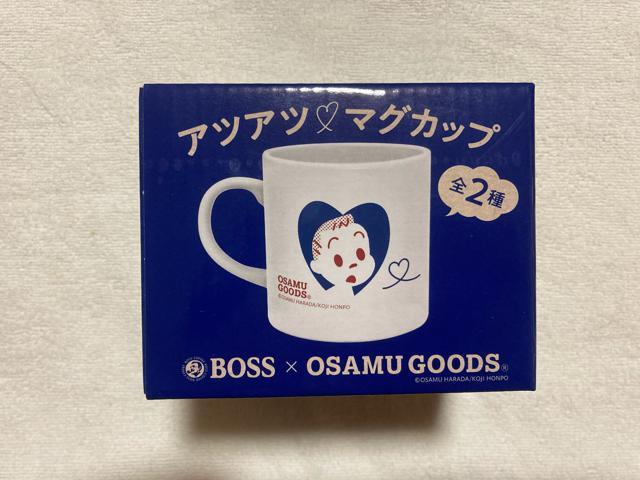 アツアツ♡マグカップ
全2種
OSAMU
GOODS®
©OSAMU HARADA/KOJI HONPO
BOSS × OSAMU GOODS®
©OSAMU HARADA/KOJI HONPO